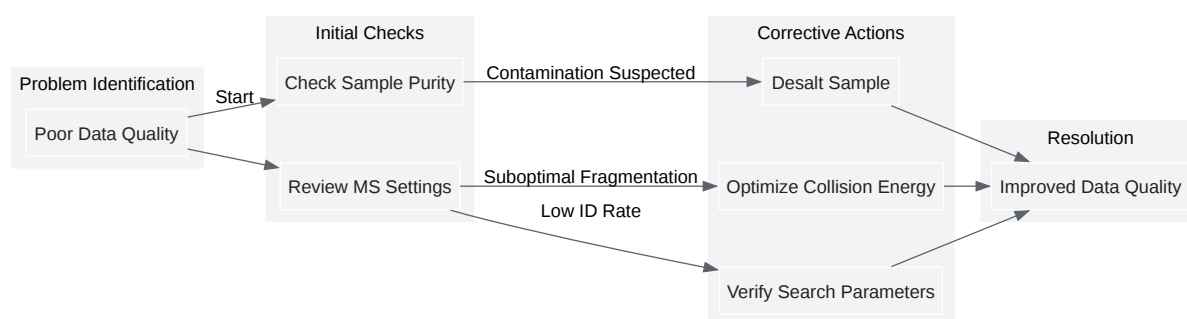 Problem Identification
Poor Data Quality
Start
Initial Checks
Check Sample Purity
Review MS Settings
Contamination Suspected
Suboptimal Fragmentation
Low ID Rate
Corrective Actions
Desalt Sample
Optimize Collision Energy
Verify Search Parameters
Resolution
Improved Data Quality